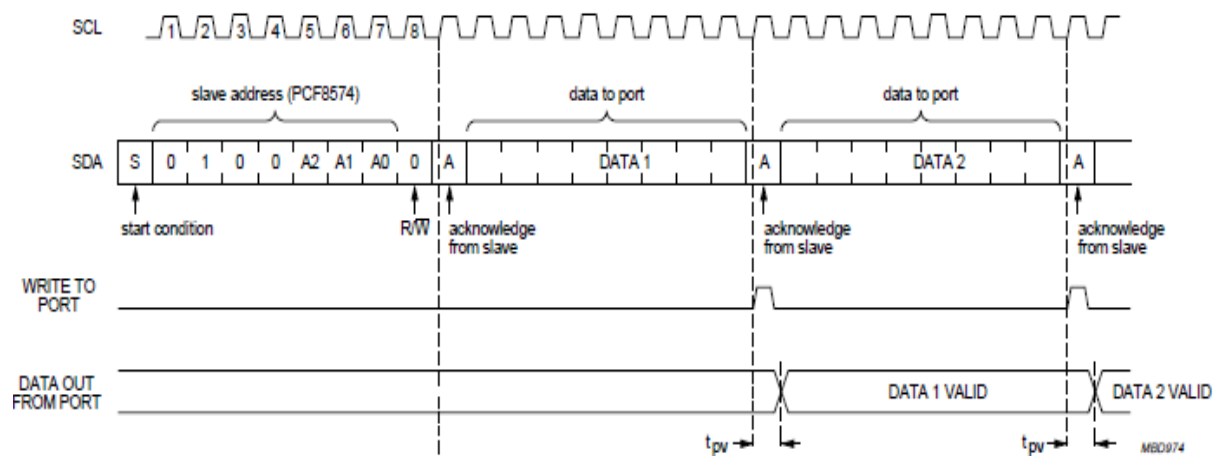 SCL
1 2 3 4 5 6 7 8
slave address (PCF8574)
data to port
data to port
SDA
S 0 1 0 0 A2 A1 A0 0 A DATA 1 A DATA 2 A
start condition
R/W̅
acknowledge
from slave
acknowledge
from slave
acknowledge
from slave
WRITE TO
PORT
DATA OUT
FROM PORT
DATA 1 VALID
DATA 2 VALID
tpv
tpv
MBD974